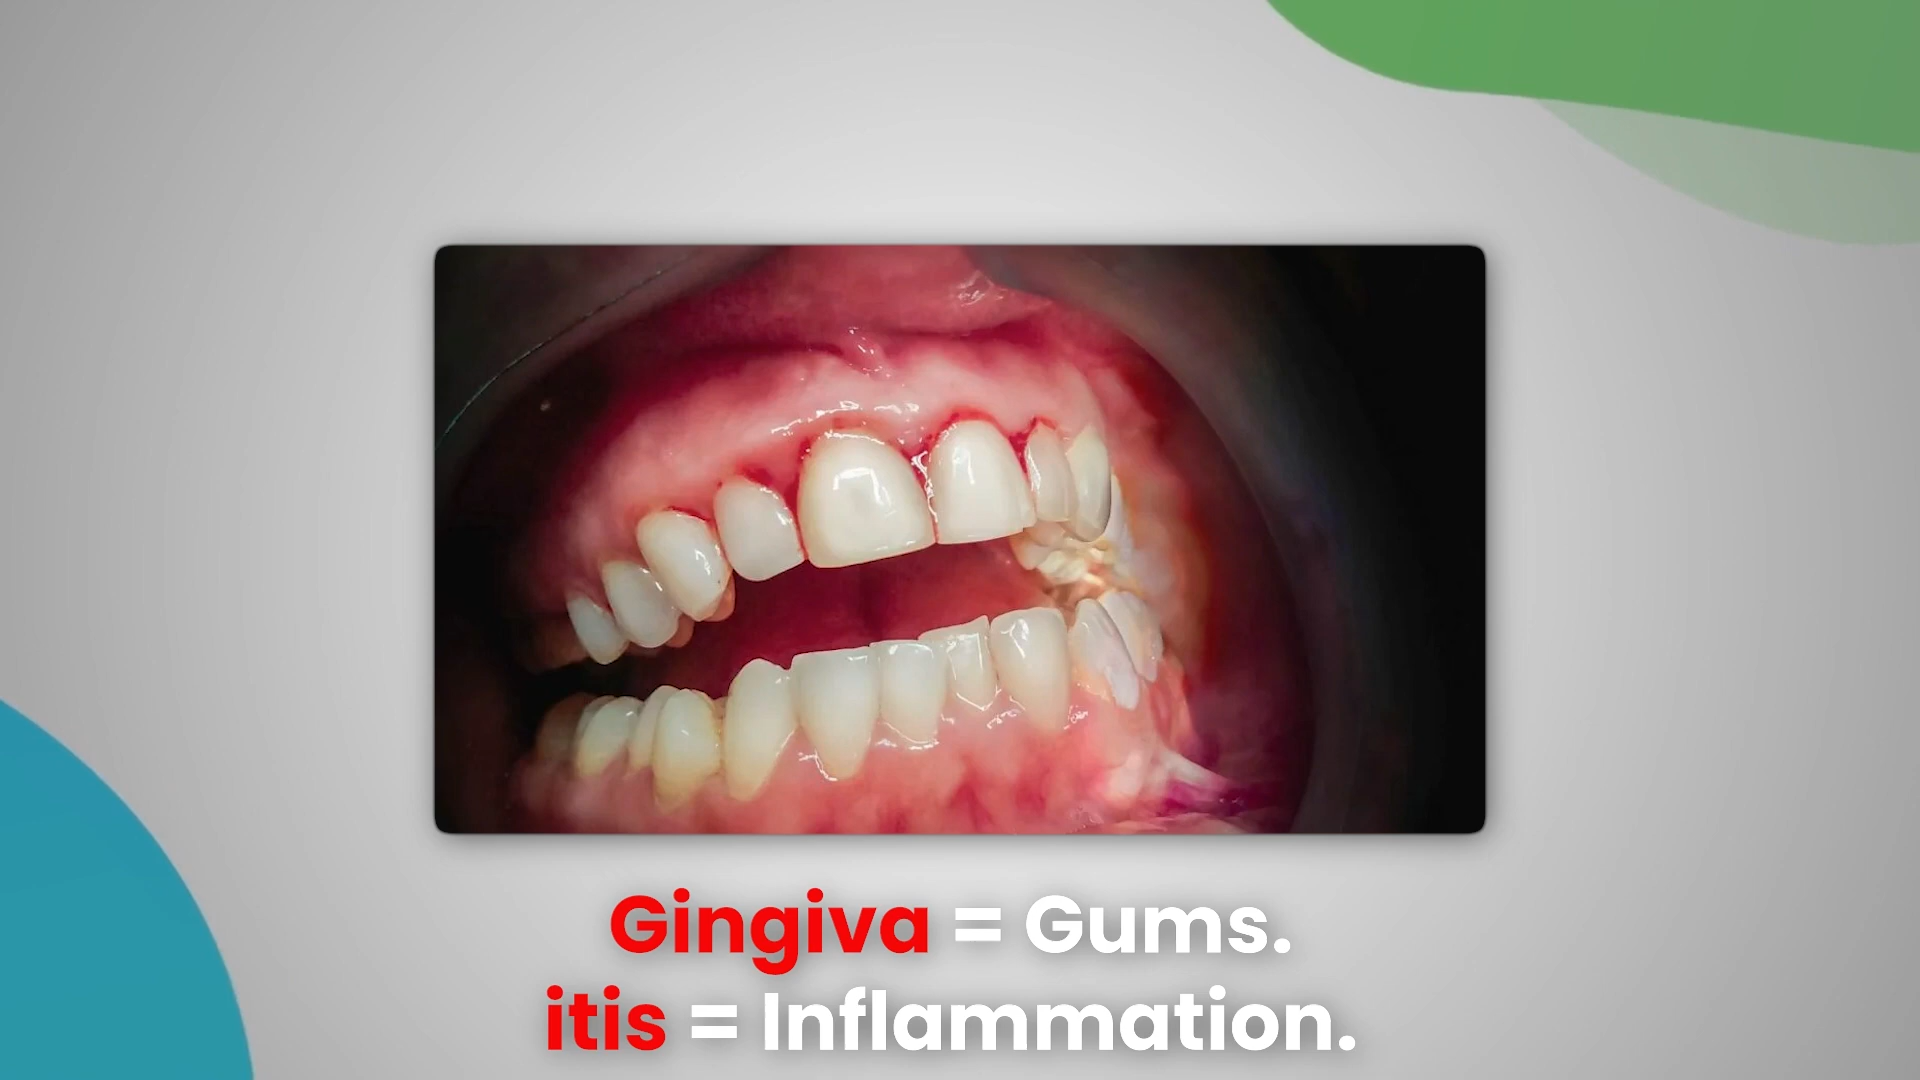 Gingiva = Gums.
itis = Inflammation.